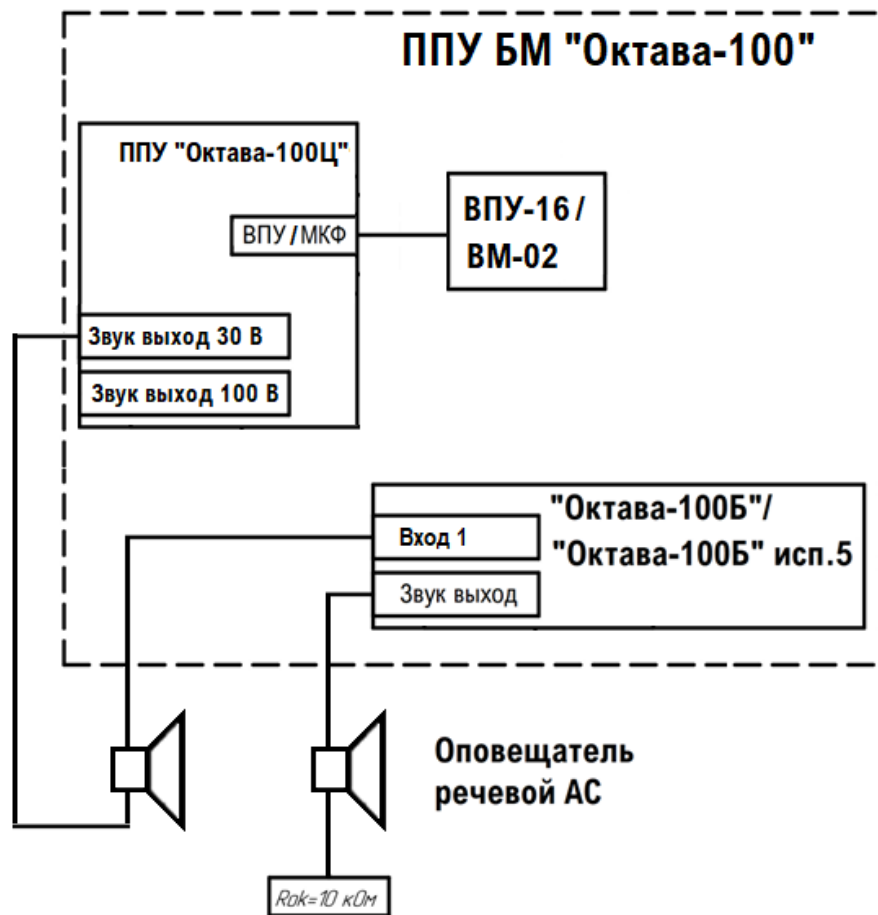 ППУ БМ "Октава-100"
ППУ "Октава-100Ц"
ВПУ/МКФ
ВПУ-16/
ВМ-02
Звук выход 30 В
Звук выход 100 В
"Октава-100Б"/
"Октава-100Б" исп.5
Вход 1
Звук выход
Оповещатель
речевой АС
Rок=10 кОм